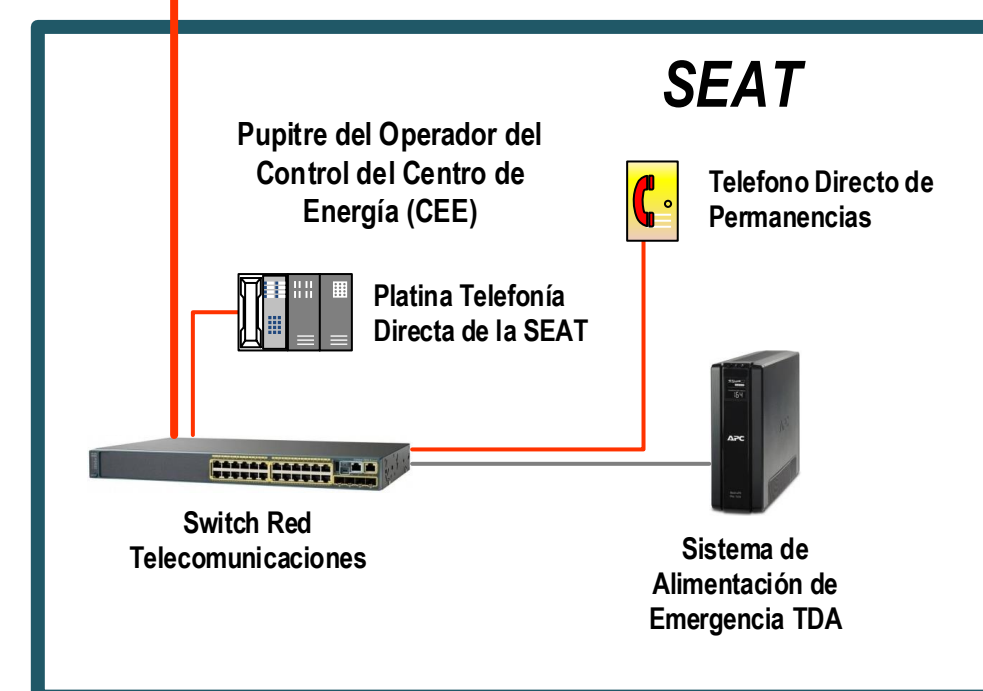 SEAT
Pupitre del Operador del
Control del Centro de
Energía (CEE)
Telefono Directo de
Permanencias
Platina Telefonía
Directa de la SEAT
APC
Switch Red
Telecomunicaciones
Sistema de
Alimentación de
Emergencia TDA